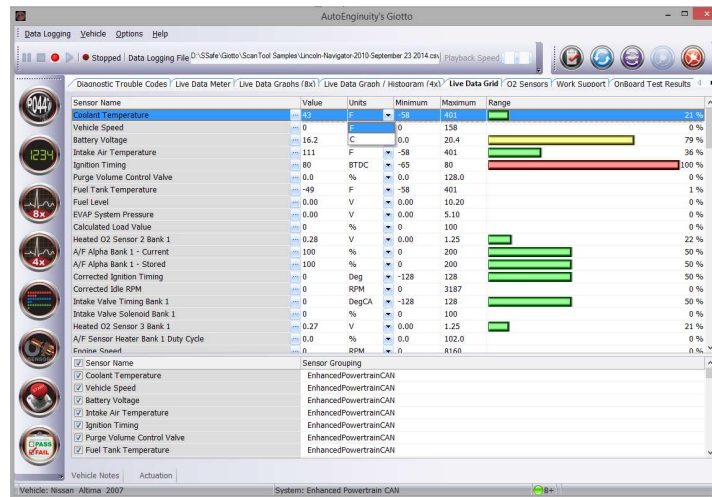 AutoEnginuity's Giotto
Data Logging Vehicle Options Help
Stopped Data Logging File D:\SSafe\Giotto\ScanTool Samples\Lincoln-Navigator-2010-September 23 2014.csv Playback Speed
Diagnostic Trouble Codes Live Data Meter Live Data Graphs (8x) Live Data Graph / Histogram (4x) Live Data Grid O2 Sensors Work Support OnBoard Test Results
Sensor Name Value Units Minimum Maximum Range
Coolant Temperature 43 F -58 401 21 %
Vehicle Speed 0 F 0 158 0 %
Battery Voltage 16.2 C 0.0 20.4 79 %
Intake Air Temperature 111 F -58 401 36 %
Ignition Timing 80 BTDC -65 80 100 %
Purge Volume Control Valve 0.0 % 0.0 128.0 0 %
Fuel Tank Temperature -49 F -58 401 1 %
Fuel Level 0.00 V 0.00 10.20 0 %
EVAP System Pressure 0.00 V 0.00 5.10 0 %
Calculated Load Value 0 % 0 100 0 %
Heated O2 Sensor 2 Bank 1 0.28 V 0.00 1.25 22 %
A/F Alpha Bank 1 - Current 100 % 0 200 50 %
A/F Alpha Bank 1 - Stored 100 % 0 200 50 %
Corrected Ignition Timing 0 Deg -128 128 50 %
Corrected Idle RPM 0 RPM 0 3187 0 %
Intake Valve Timing Bank 1 0 DegCA -128 128 50 %
Intake Valve Solenoid Bank 1 0 % 0 100 0 %
Heated O2 Sensor 3 Bank 1 0.27 V 0.00 1.25 21 %
A/F Sensor Heater Bank 1 Duty Cycle 0.0 % 0.0 102.0 0 %
Engine Speed 0 RPM 0 8160 0 %
Sensor Name Sensor Grouping
Coolant Temperature EnhancedPowertrainCAN
Vehicle Speed EnhancedPowertrainCAN
Battery Voltage EnhancedPowertrainCAN
Intake Air Temperature EnhancedPowertrainCAN
Ignition Timing EnhancedPowertrainCAN
Purge Volume Control Valve EnhancedPowertrainCAN
Fuel Tank Temperature EnhancedPowertrainCAN
P044
1234
8x
4x
SENSOR
PASS
FAIL
Vehicle Notes Actuation
Vehicle: Nissan Altima 2007 System: Enhanced Powertrain CAN B+